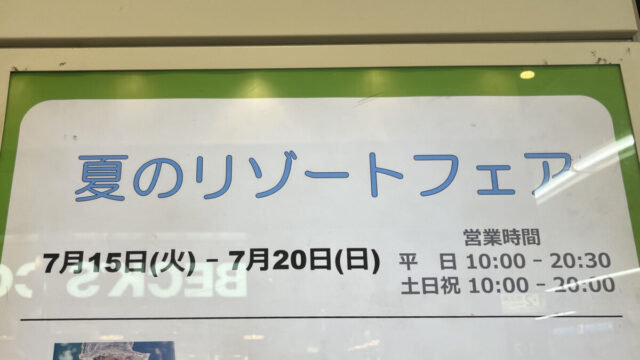 夏のリゾートフェア
営業時間
7月15日(火) - 7月20日(日) 平 日 10:00 - 20:30
土日祝 10:00 - 20:00
BECK'S CO